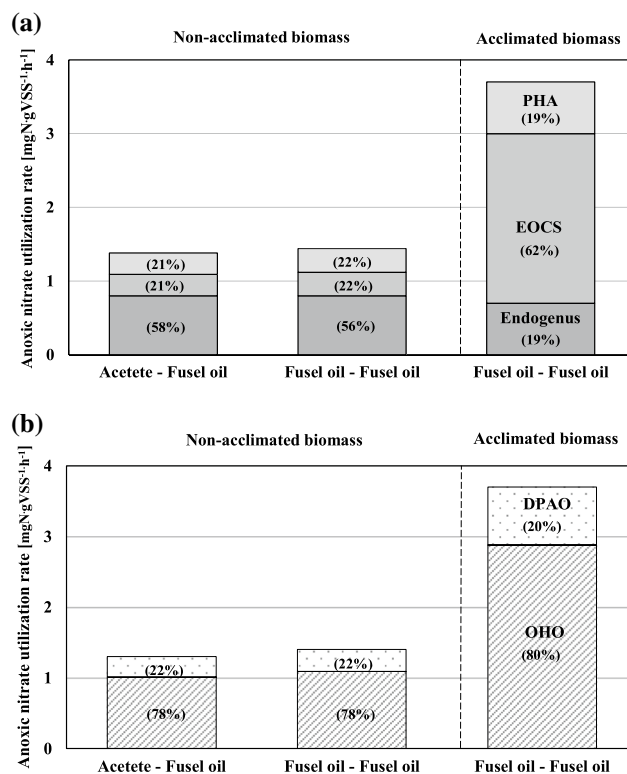 (a)
Non-acclimated biomass
Acclimated biomass
Anoxic nitrate utilization rate [mgN·gVSS⁻¹·h⁻¹]
4
3
2
1
0
(21%)
(21%)
(58%)
(22%)
(22%)
(56%)
PHA
(19%)
EOCS
(62%)
Endogenus
(19%)
Acetete - Fusel oil
Fusel oil - Fusel oil
Fusel oil - Fusel oil
(b)
Non-acclimated biomass
Acclimated biomass
Anoxic nitrate utilization rate [mgN·gVSS⁻¹·h⁻¹]
4
3
2
1
0
(22%)
(78%)
(22%)
(78%)
DPAO
(20%)
OHO
(80%)
Acetete - Fusel oil
Fusel oil - Fusel oil
Fusel oil - Fusel oil